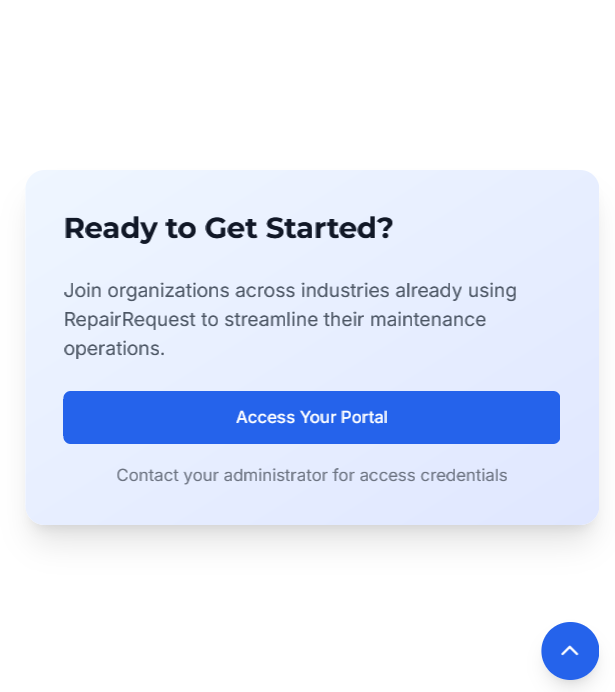 Ready to Get Started?
Join organizations across industries already using
RepairRequest to streamline their maintenance
operations.
Access Your Portal
Contact your administrator for access credentials